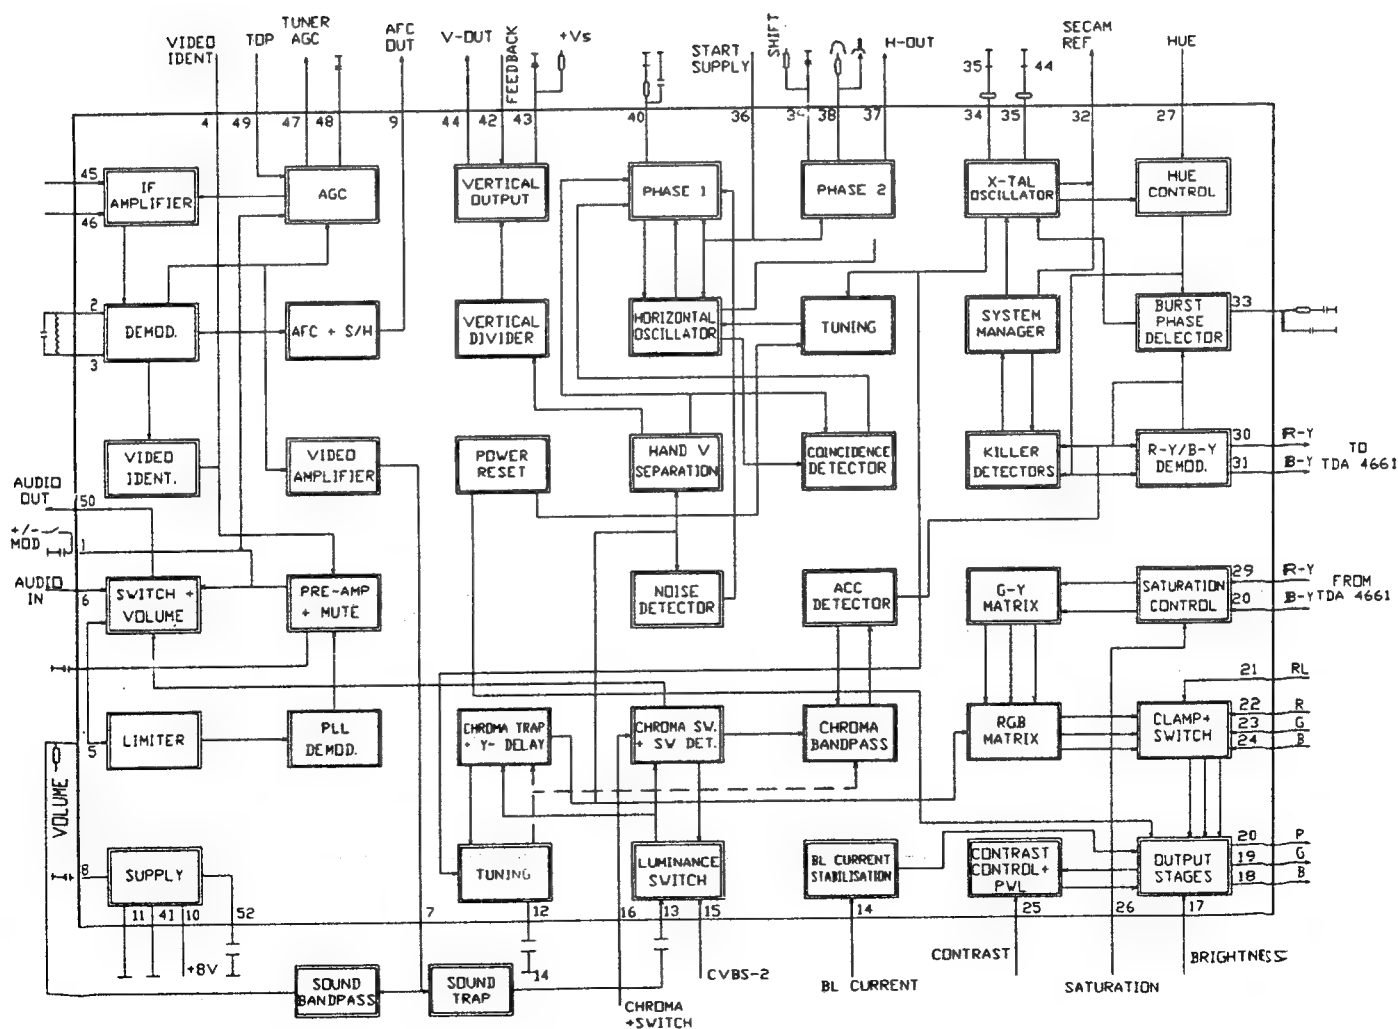 TUNER
AGC
VIDEO
IDENT
TOP
AFC
OUT
V-OUT
FEEDBACK
+Vs
START
SUPPLY
SHIFT
H-OUT
SECAM
REF
HUE
35
44
4
49
47
48
9
44
42
43
40
36
39
38
37
34
35
32
27
45
46
IF
AMPLIFIER
AGC
VERTICAL
OUTPUT
PHASE 1
PHASE 2
X-TAL
OSCILLATOR
HUE
CONTROL
2
3
DEMOD.
AFC + S/H
VERTICAL
DIVIDER
HORIZONTAL
OSCILLATOR
TUNING
SYSTEM
MANAGER
BURST
PHASE
DELECTOR
33
VIDEO
IDENT.
VIDEO
AMPLIFIER
POWER
RESET
HAND V
SEPARATION
COINCIDENCE
DETECTOR
KILLER
DETECTORS
R-Y/B-Y
DEMOD.
30
31
R-Y
B-Y
TO
TDA 4661
AUDIO
OUT
50
+/-
MOD
1
AUDIO
IN
6
SWITCH +
VOLUME
PRE-AMP
+ MUTE
NOISE
DETECTOR
ACC
DETECTOR
G-Y
MATRIX
SATURATION
CONTROL
29
20
R-Y
B-Y
FROM
TDA 4661
21
RL
5
LIMITER
PLL
DEMOD.
CHROMA TRAP
+ Y- DELAY
CHROMA SW.
+ SW DET.
CHROMA
BANDPASS
RGB
MATRIX
CLAMP+
SWITCH
22
23
24
R
G
B
VOLUME
8
SUPPLY
TUNING
LUMINANCE
SWITCH
BL CURRENT
STABILISATION
CONTRAST
CONTROL+
PWL
OUTPUT
STAGES
20
19
18
P
G
B
11
41
10
52
7
12
16
13
15
14
25
26
17
+8V
14
SOUND
BANDPASS
SOUND
TRAP
CHROMA
+SWITCH
CVBS-2
BL CURRENT
CONTRAST
SATURATION
BRIGHTNESS